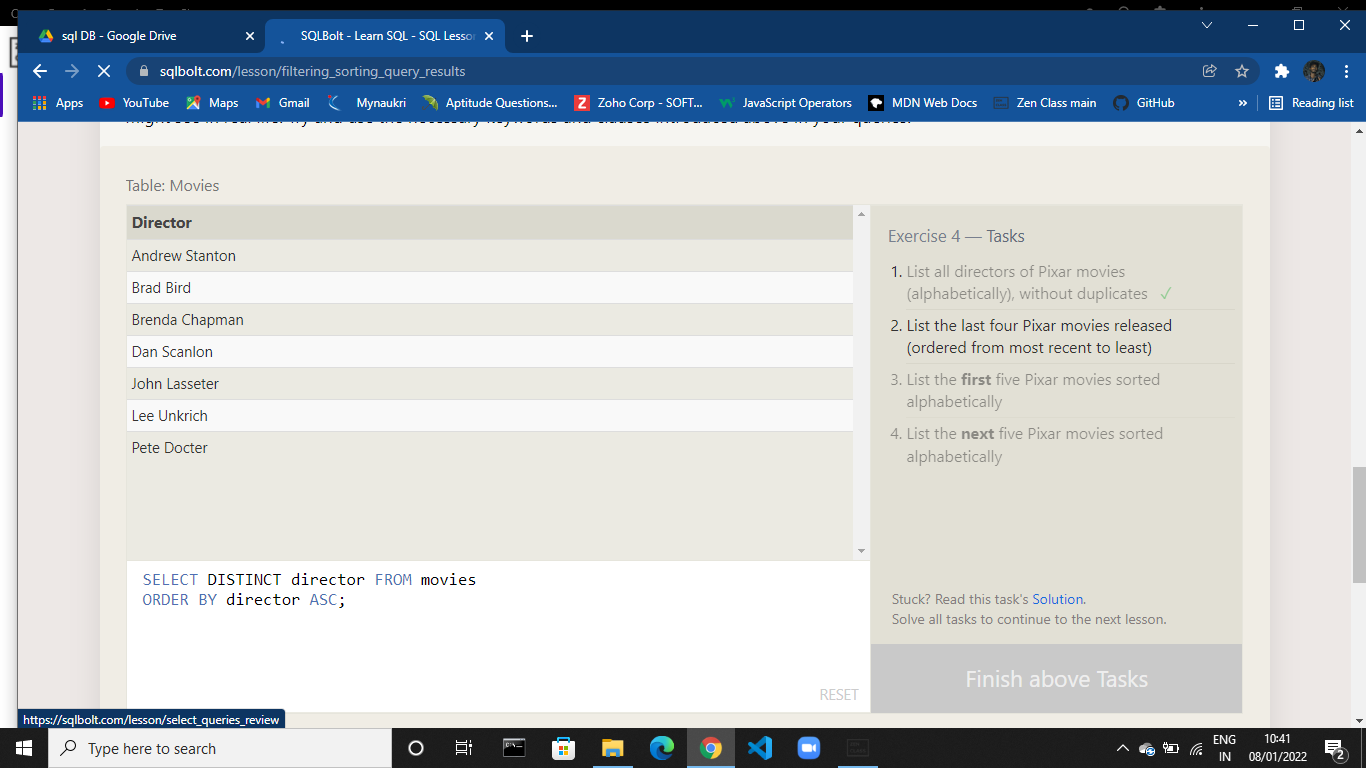 sql DB - Google Drive
SQLBolt - Learn SQL - SQL Lesson
sqlbolt.com/lesson/filtering_sorting_query_results
Apps
YouTube
Maps
Gmail
Mynaukri
Aptitude Questions...
Zoho Corp - SOFT...
JavaScript Operators
MDN Web Docs
Zen Class main
GitHub
»
Reading list
Table: Movies
Director
Andrew Stanton
Brad Bird
Brenda Chapman
Dan Scanlon
John Lasseter
Lee Unkrich
Pete Docter
SELECT DISTINCT director FROM movies
ORDER BY director ASC;
RESET
Exercise 4 — Tasks
1. List all directors of Pixar movies
(alphabetically), without duplicates ✓
2. List the last four Pixar movies released
(ordered from most recent to least)
3. List the first five Pixar movies sorted
alphabetically
4. List the next five Pixar movies sorted
alphabetically
Stuck? Read this task's Solution.
Solve all tasks to continue to the next lesson.
Finish above Tasks
https://sqlbolt.com/lesson/select_queries_review
Type here to search
ENG
IN
10:41
08/01/2022
2